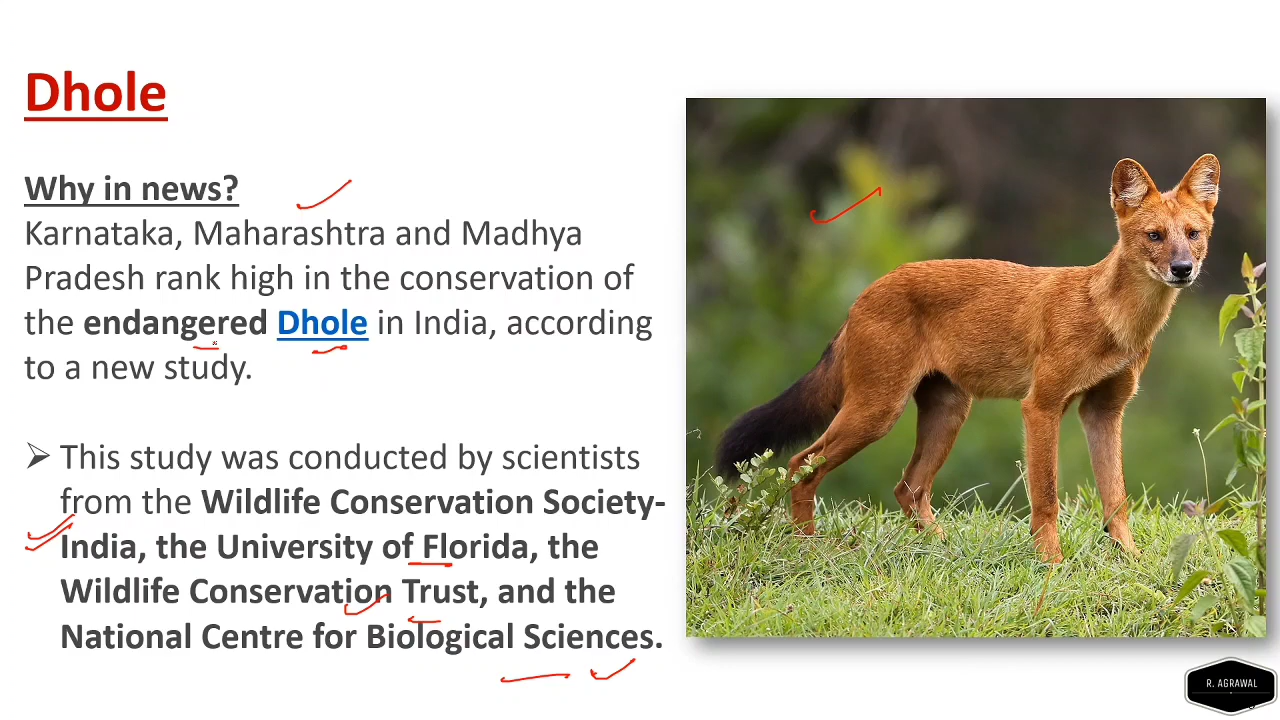 Dhole
Why in news?
Karnataka, Maharashtra and Madhya
Pradesh rank high in the conservation of
the endangered Dhole in India, according
to a new study.
➢ This study was conducted by scientists
from the Wildlife Conservation Society-
India, the University of Florida, the
Wildlife Conservation Trust, and the
National Centre for Biological Sciences.
R. AGRAWAL